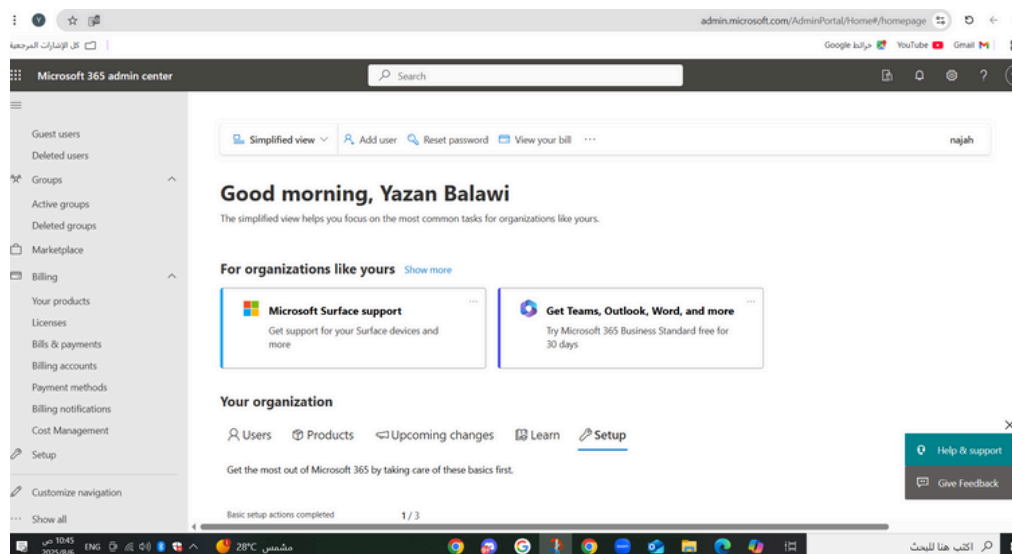 admin.microsoft.com/AdminPortal/Home#/homepage
كل الإشارات المرجعية
خرائط Google
YouTube
Gmail
Microsoft 365 admin center
Search
Guest users
Deleted users
Groups
Active groups
Deleted groups
Marketplace
Billing
Your products
Licenses
Bills & payments
Billing accounts
Payment methods
Billing notifications
Cost Management
Setup
Customize navigation
Show all
Simplified view
Add user
Reset password
View your bill
najah
Good morning, Yazan Balawi
The simplified view helps you focus on the most common tasks for organizations like yours.
For organizations like yours Show more
Microsoft Surface support
Get support for your Surface devices and
more
Get Teams, Outlook, Word, and more
Try Microsoft 365 Business Standard free for
30 days
Your organization
Users
Products
Upcoming changes
Learn
Setup
Get the most out of Microsoft 365 by taking care of these basics first.
Basic setup actions completed 1/3
Help & support
Give Feedback
10:45 ص
ENG
28°C مشمس
اكتب هنا للبحث